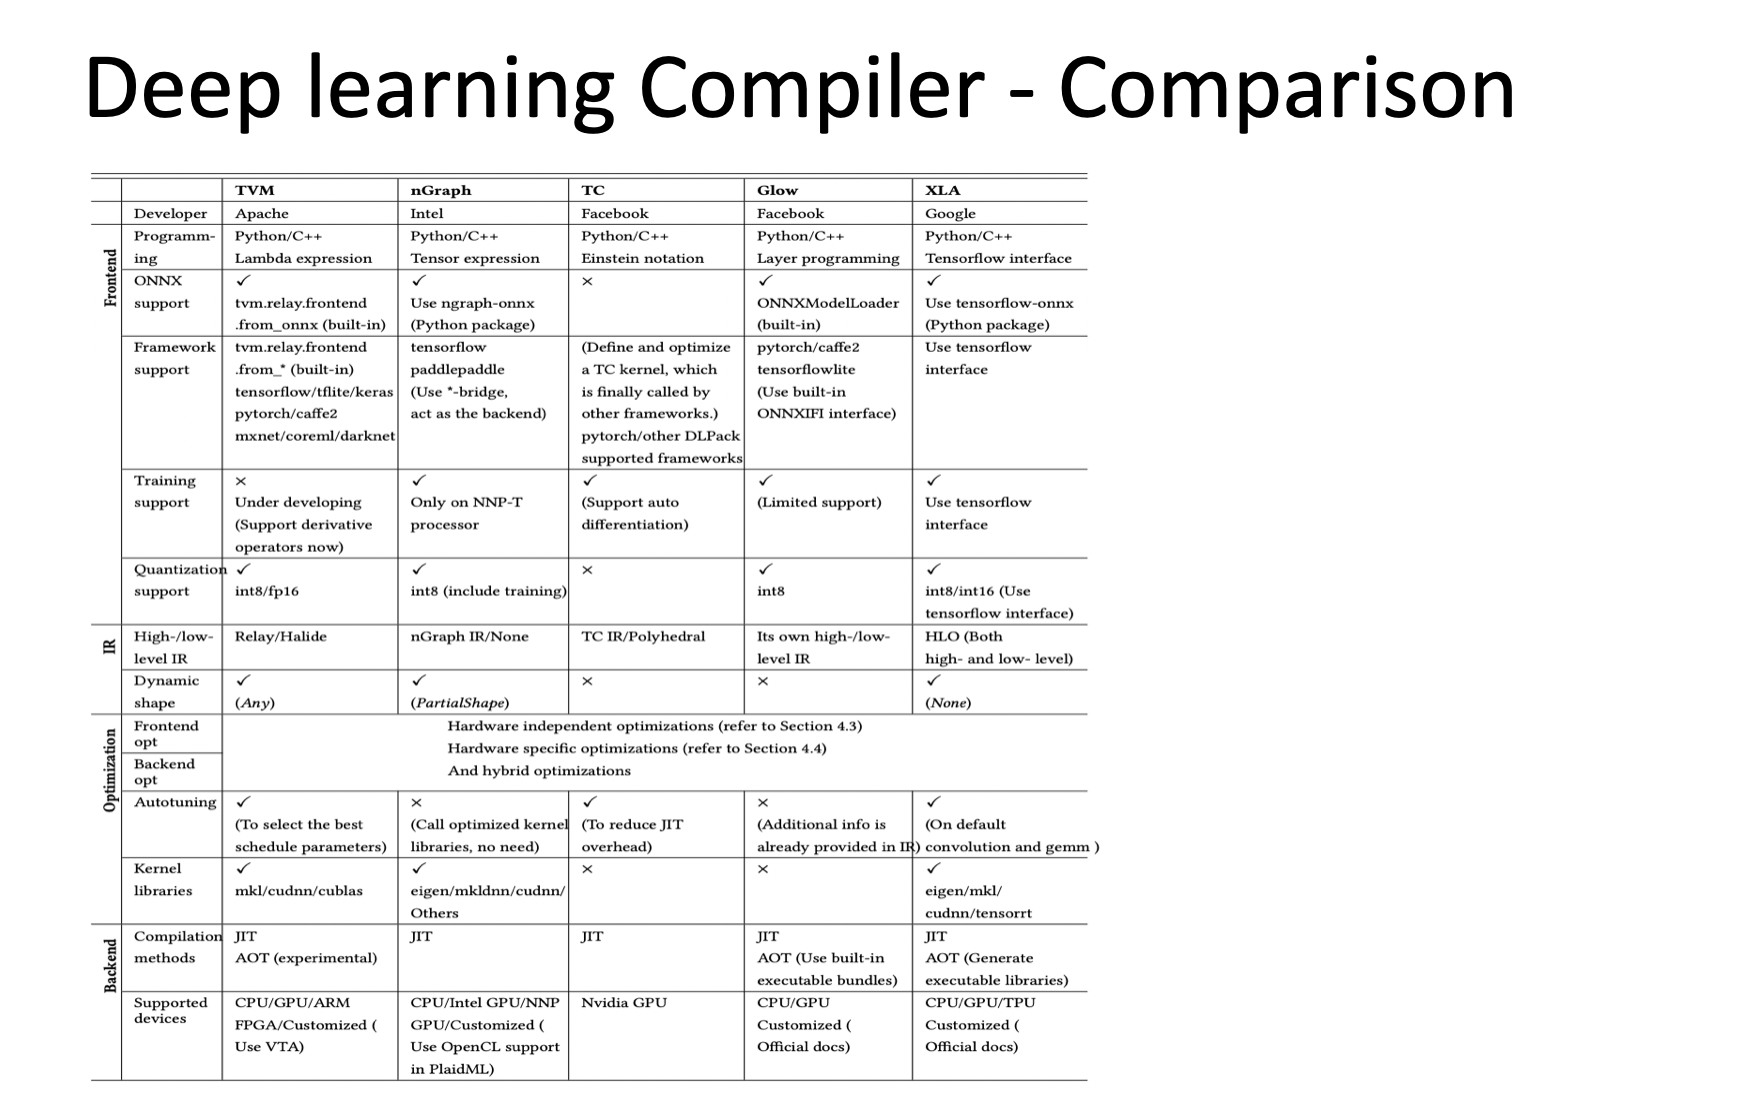 Deep learning Compiler - Comparison
TVM nGraph TC Glow XLA
Developer Apache Intel Facebook Facebook Google
Frontend
Programm-
ing
Python/C++
Lambda expression
Python/C++
Tensor expression
Python/C++
Einstein notation
Python/C++
Layer programming
Python/C++
Tensorflow interface
ONNX
support
✓
tvm.relay.frontend
.from_onnx (built-in)
✓
Use ngraph-onnx
(Python package)
×
✓
ONNXModelLoader
(built-in)
✓
Use tensorflow-onnx
(Python package)
Framework
support
tvm.relay.frontend
.from_* (built-in)
tensorflow/tflite/keras
pytorch/caffe2
mxnet/coreml/darknet
tensorflow
paddlepaddle
(Use *-bridge,
act as the backend)
(Define and optimize
a TC kernel, which
is finally called by
other frameworks.)
pytorch/other DLPack
supported frameworks
pytorch/caffe2
tensorflowlite
(Use built-in
ONNXIFI interface)
Use tensorflow
interface
Training
support
×
Under developing
(Support derivative
operators now)
✓
Only on NNP-T
processor
✓
(Support auto
differentiation)
✓
(Limited support)
✓
Use tensorflow
interface
Quantization
support
✓
int8/fp16
✓
int8 (include training)
×
✓
int8
✓
int8/int16 (Use
tensorflow interface)
IR
High-/low-
level IR
Relay/Halide
nGraph IR/None
TC IR/Polyhedral
Its own high-/low-
level IR
HLO (Both
high- and low- level)
Dynamic
shape
✓
(Any)
✓
(PartialShape)
×
×
✓
(None)
Optimization
Frontend
opt
Backend
opt
Hardware independent optimizations (refer to Section 4.3)
Hardware specific optimizations (refer to Section 4.4)
And hybrid optimizations
Autotuning
✓
(To select the best
schedule parameters)
×
(Call optimized kernel
libraries, no need)
✓
(To reduce JIT
overhead)
×
(Additional info is
already provided in IR)
✓
(On default
convolution and gemm )
Kernel
libraries
✓
mkl/cudnn/cublas
✓
eigen/mkldnn/cudnn/
Others
×
×
✓
eigen/mkl/
cudnn/tensorrt
Backend
Compilation
methods
JIT
AOT (experimental)
JIT
JIT
JIT
AOT (Use built-in
executable bundles)
JIT
AOT (Generate
executable libraries)
Supported
devices
CPU/GPU/ARM
FPGA/Customized (
Use VTA)
CPU/Intel GPU/NNP
GPU/Customized (
Use OpenCL support
in PlaidML)
Nvidia GPU
CPU/GPU
Customized (
Official docs)
CPU/GPU/TPU
Customized (
Official docs)